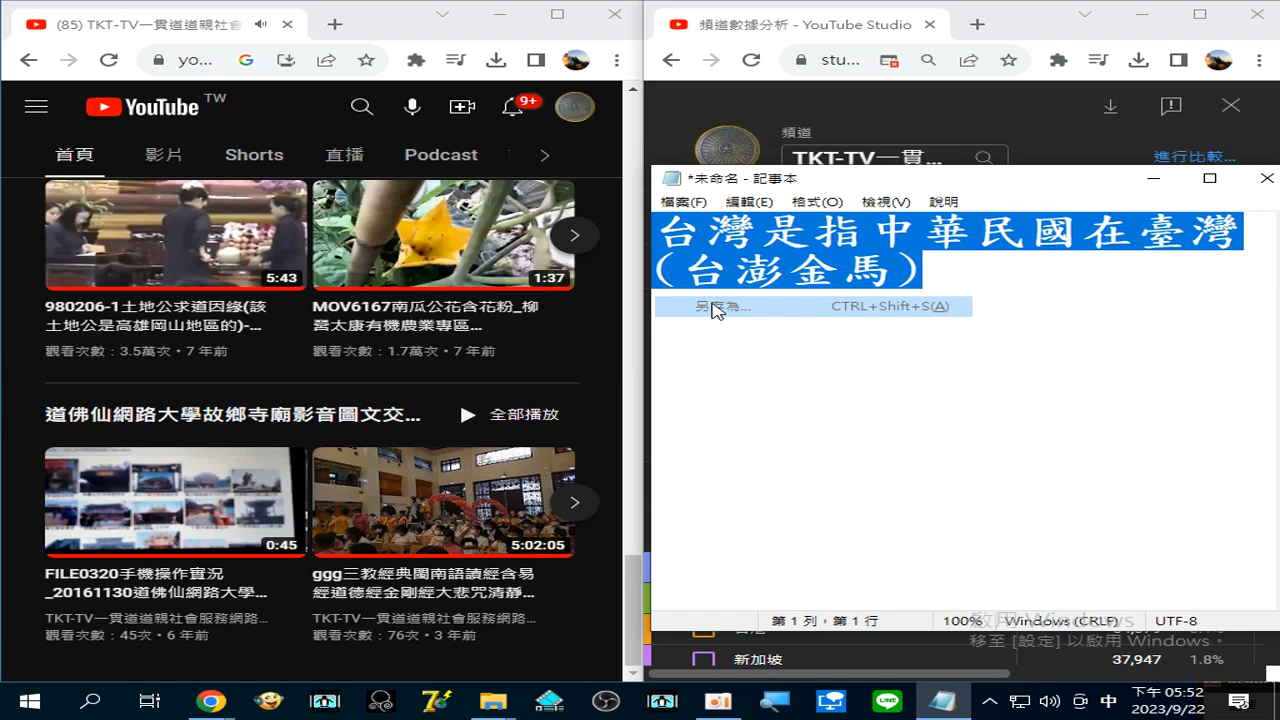 (85) TKT-TV一貫道道親社會
yo...
YouTube TW
9+
首頁 影片 Shorts 直播 Podcast
5:43
1:37
980206-1土地公求道因緣(該
土地公是高雄岡山地區的)-...
觀看次數：3.5萬次・7 年前
MOV6167南瓜公花含花粉_柳
營太康有機農業專區...
觀看次數：1.7萬次・7 年前
道佛仙網路大學故鄉寺廟影音圖文交...
全部播放
0:45
5:02:05
FILE0320手機操作實況
_20161130道佛仙網路大學...
TKT-TV一貫道道親社會服務網路...
觀看次數：45次・6 年前
ggg三教經典閩南語讀經含易
經道德經金剛經大悲咒清靜...
TKT-TV一貫道道親社會服務網路...
觀看次數：76次・3 年前
頻道數據分析 - YouTube Studio
stu...
頻道
TKT-TV一貫...
進行比較...
*未命名 - 記事本
檔案(F) 編輯(E) 格式(O) 檢視(V) 說明
台灣是指中華民國在臺灣
(台澎金馬)
另存為... CTRL+Shift+S(A)
第 1 列，第 1 行
100%
Windows (CRLF)
UTF-8
啟用 Windows
移至 [設定] 以啟用 Windows。
新加坡 37,947 1.8%
中
下午 05:52
2023/9/22